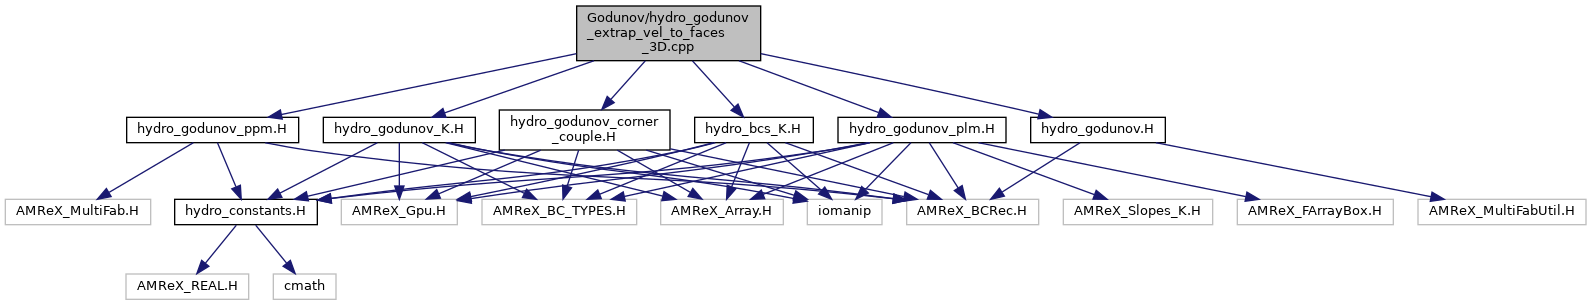 Godunov/hydro_godunov
_extrap_vel_to_faces
_3D.cpp
hydro_godunov_ppm.H
hydro_godunov_K.H
hydro_godunov_corner
_couple.H
hydro_bcs_K.H
hydro_godunov_plm.H
hydro_godunov.H
AMReX_MultiFab.H
hydro_constants.H
AMReX_Gpu.H
AMReX_BC_TYPES.H
AMReX_Array.H
iomanip
AMReX_BCRec.H
AMReX_Slopes_K.H
AMReX_FArrayBox.H
AMReX_MultiFabUtil.H
AMReX_REAL.H
cmath